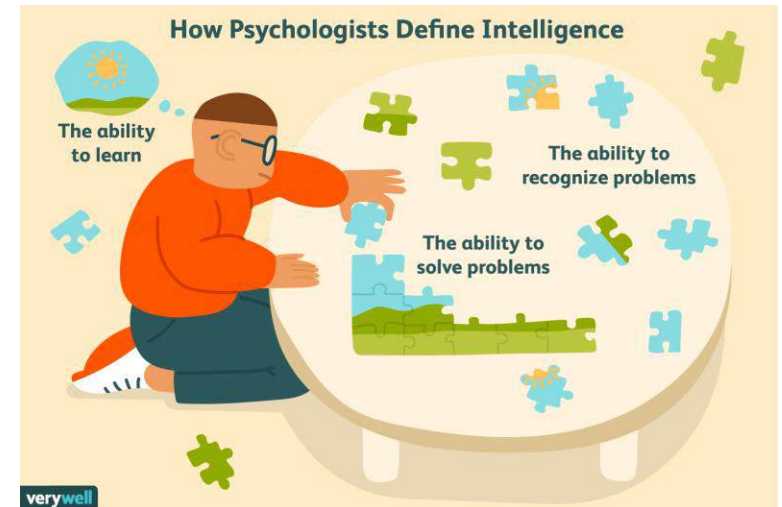 How Psychologists Define Intelligence
The ability
to learn
The ability to
recognize problems
The ability to
solve problems
verywell